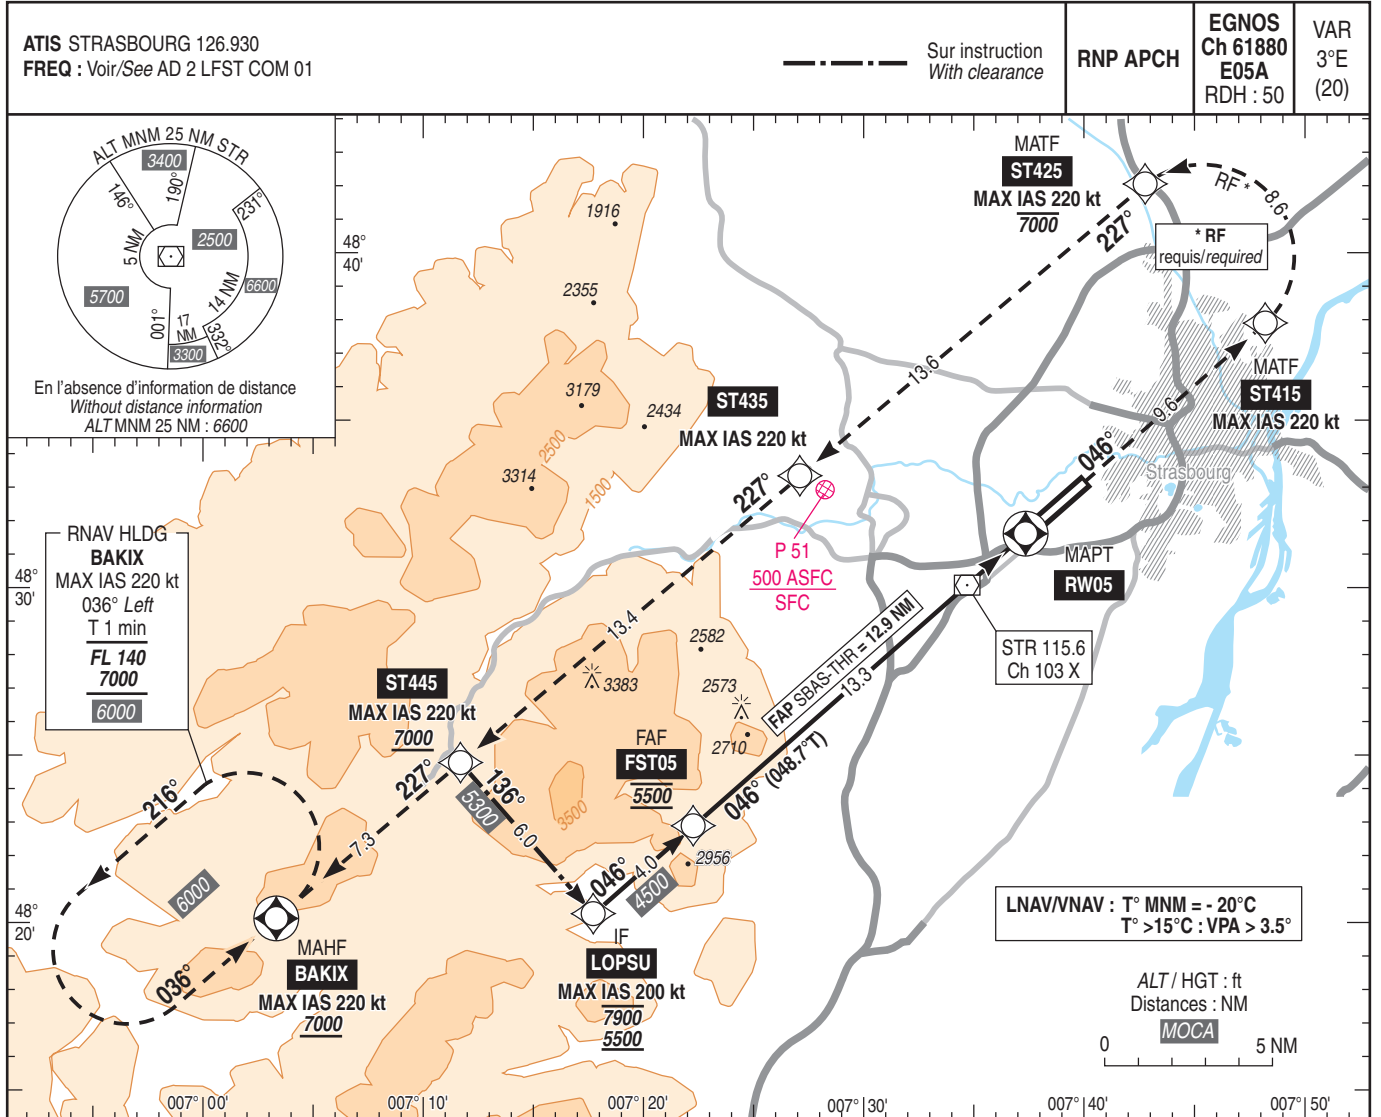 ATIS STRASBOURG 126.930
FREQ : Voir/See AD 2 LFST COM 01
Sur instruction
With clearance
RNP APCH
EGNOS
Ch 61880
E05A
RDH : 50
VAR
3°E
(20)
ALT MNM 25 NM STR
3400
146°
190°
231°
5 NM
2500
5700
14 NM
6600
001°
17
NM
332°
3300
En l'absence d'information de distance
Without distance information
ALT MNM 25 NM : 6600
48°
40'
1916
2355
3179
2434
2500
3314
1500
MATF
ST425
MAX IAS 220 kt
7000
227°
RF *
8.6
* RF
requis/required
13.6
MATF
ST415
MAX IAS 220 kt
9.6
046°
Strasbourg
ST435
MAX IAS 220 kt
227°
P 51
500 ASFC
SFC
MAPT
RW05
STR 115.6
Ch 103 X
RNAV HLDG
BAKIX
MAX IAS 220 kt
036° Left
T 1 min
FL 140
7000
6000
48°
30'
13.4
2582
3383
2573
2710
FAP SBAS-THR = 12.9 NM
13.3
046° (048.7°T)
ST445
MAX IAS 220 kt
7000
FAF
FST05
5500
227°
136°
5300
6.0
3500
2956
216°
7.3
6000
046°
4.0
4500
48°
20'
036°
MAHF
BAKIX
MAX IAS 220 kt
7000
IF
LOPSU
MAX IAS 200 kt
7900
5500
LNAV/VNAV : T° MNM = - 20°C
T° >15°C : VPA > 3.5°
ALT / HGT : ft
Distances : NM
MOCA
0 5 NM
007° 00' 007° 10' 007° 20' 007° 30' 007° 40' 007° 50'